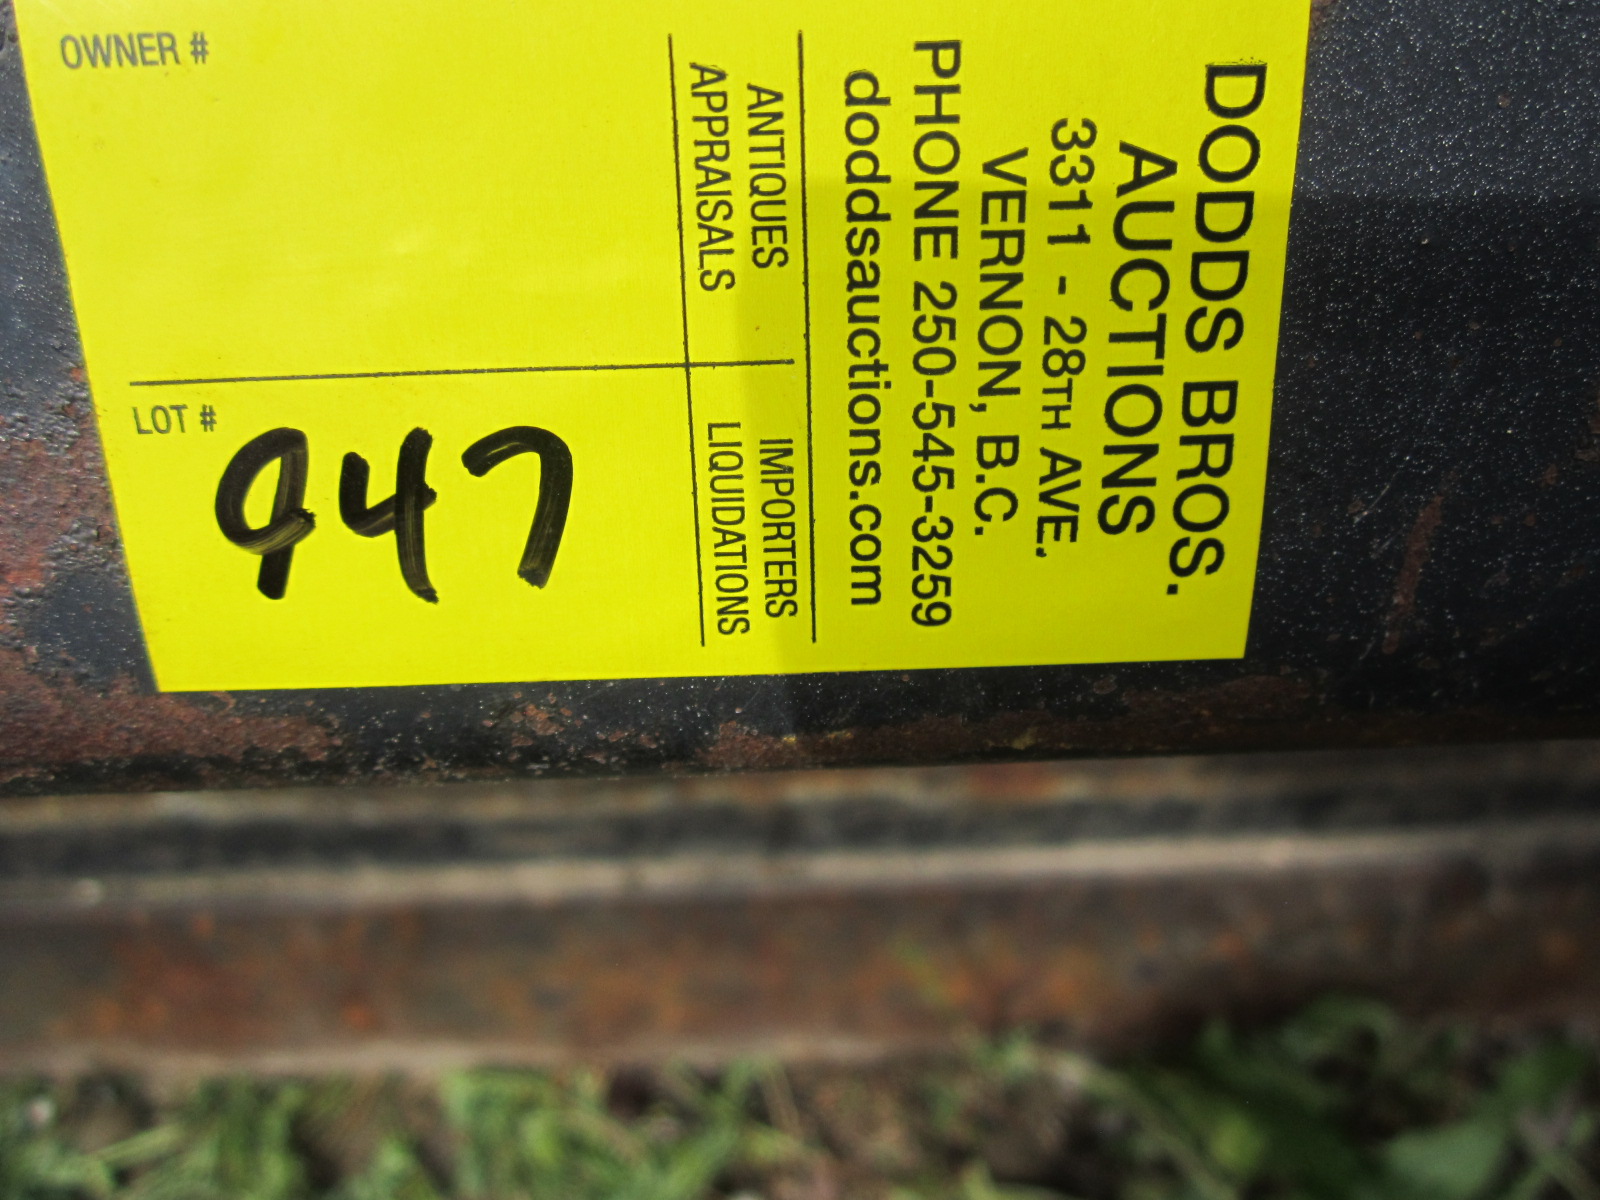 DODDS BROS.
AUCTIONS
3311 - 28TH AVE.
VERNON, B.C.
PHONE 250-545-3259
doddsauctions.com
ANTIQUES IMPORTERS
APPRAISALS LIQUIDATIONS
OWNER #
LOT # 947